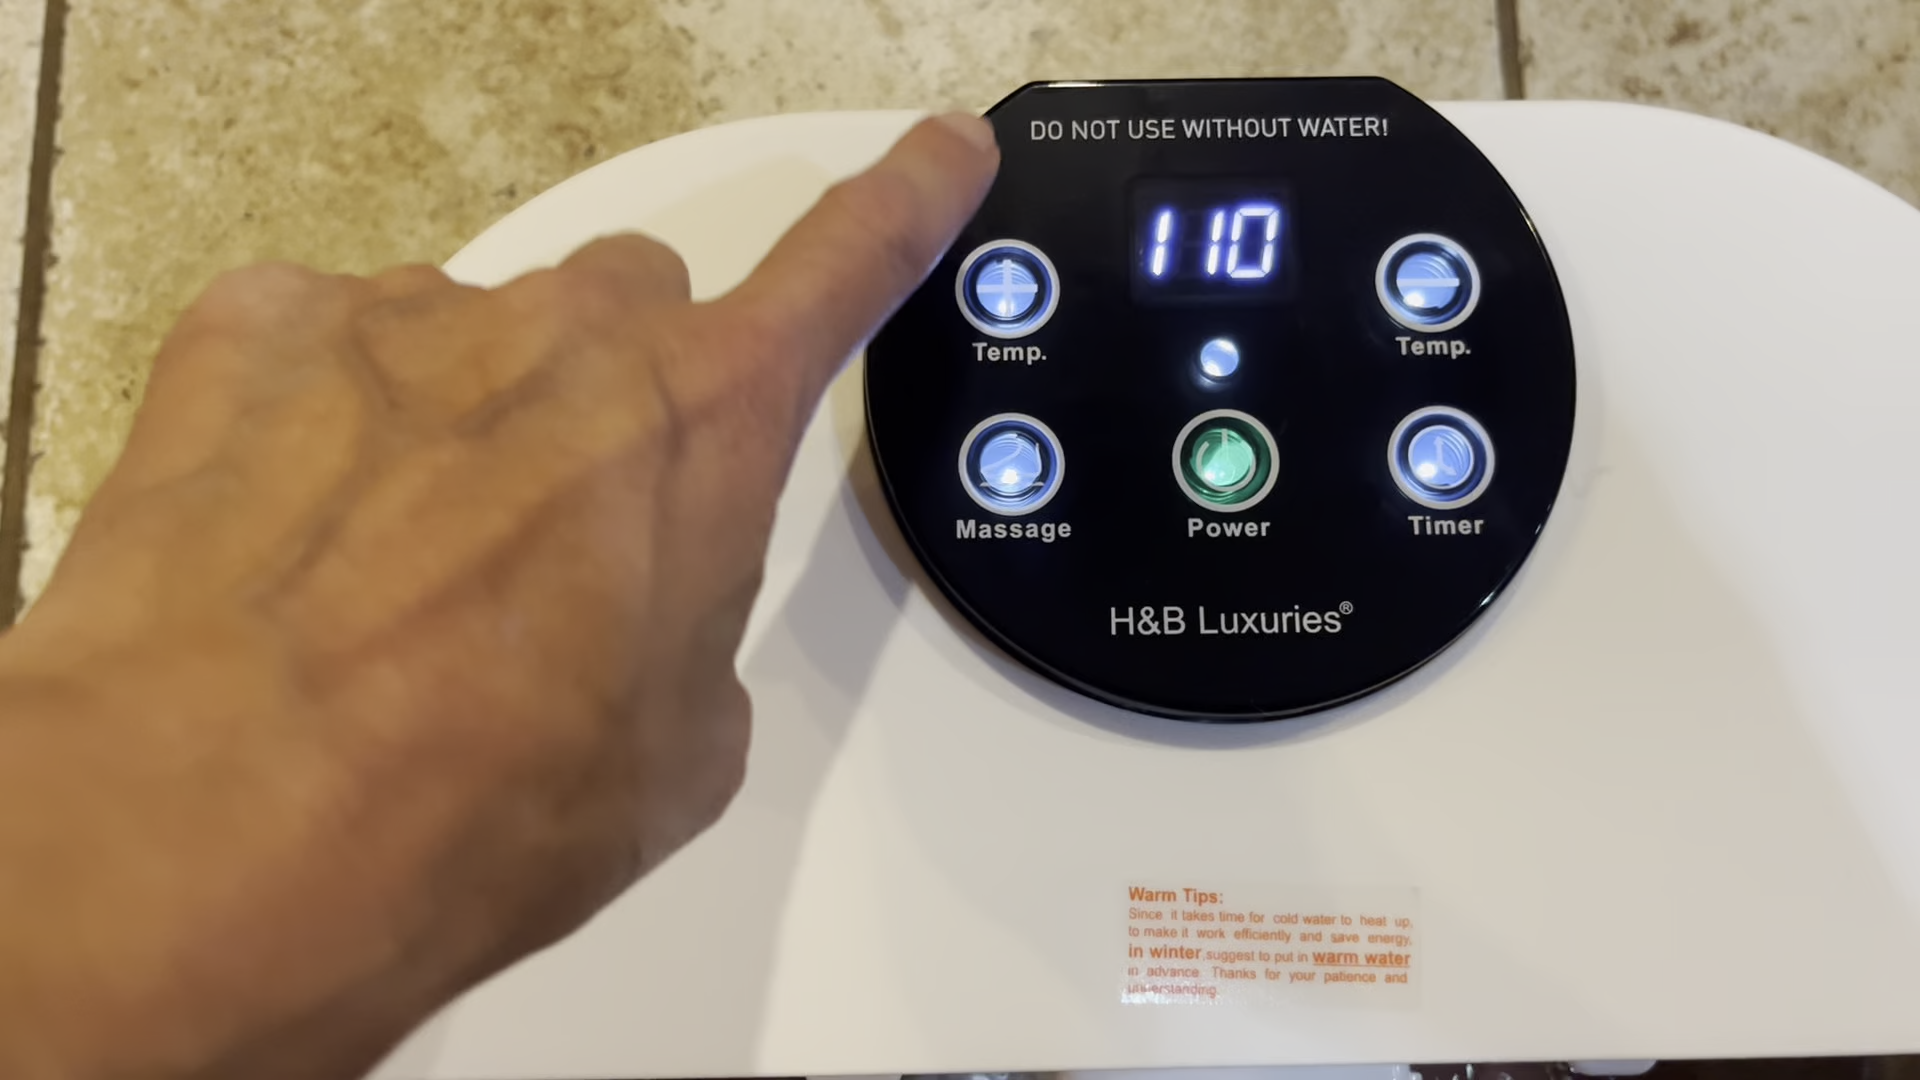 DO NOT USE WITHOUT WATER!
110
Temp.
Temp.
Massage
Power
Timer
H&B Luxuries®
Warm Tips:
Since it takes time for cold water to heat up,
to make it work efficiently and save energy,
in winter,suggest to put in warm water
in advance. Thanks for your patience and
understanding.